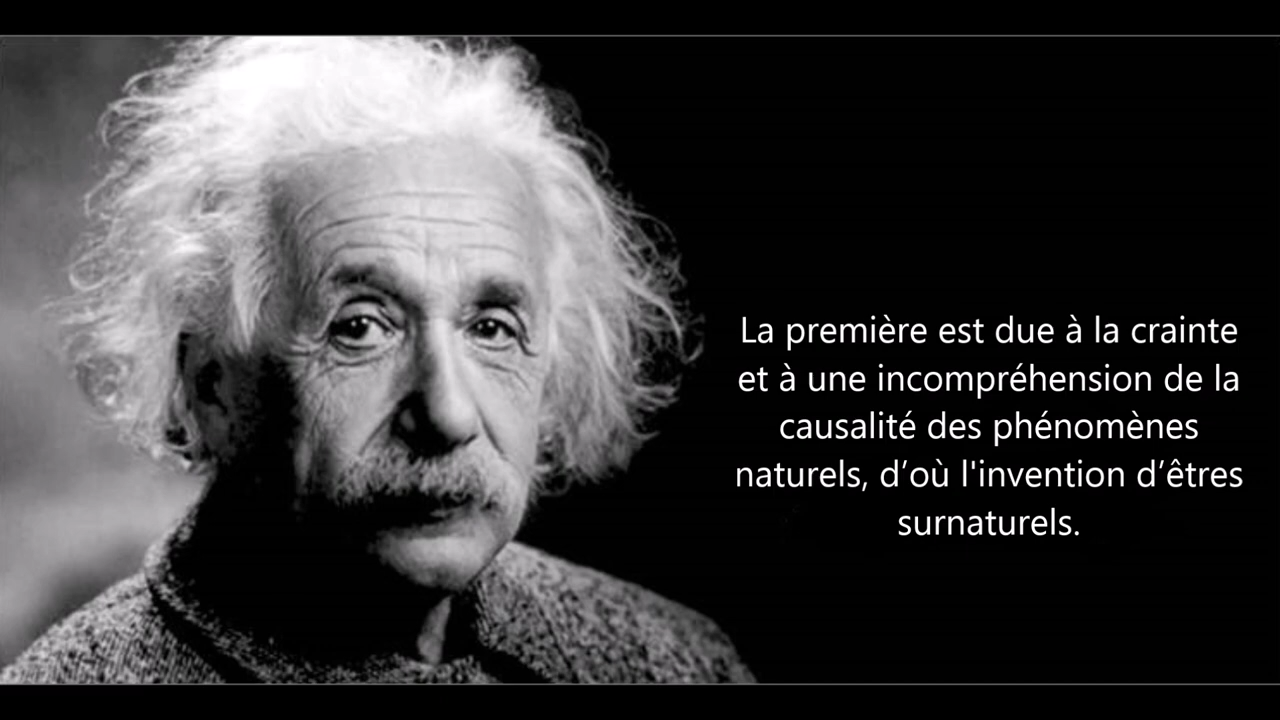 La première est due à la crainte
et à une incompréhension de la
causalité des phénomènes
naturels, d’où l'invention d’êtres
surnaturels.